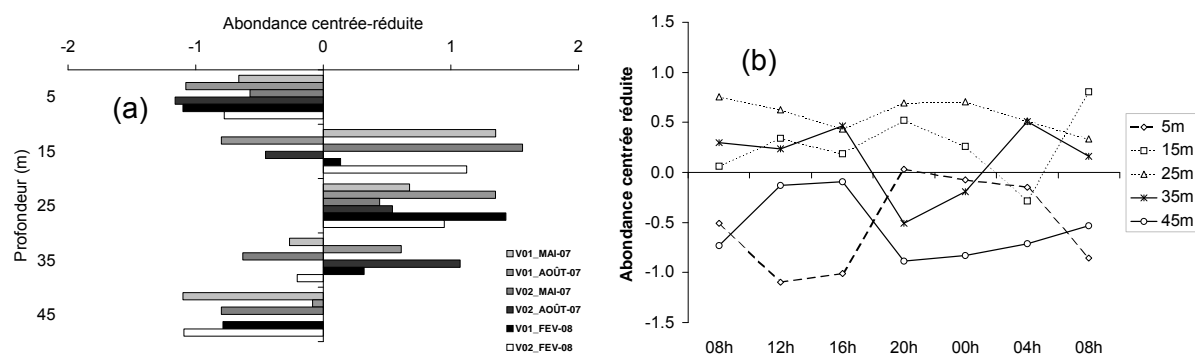 Abondance centrée-réduite
-2 -1 0 1 2
(a)
Profondeur (m)
5
15
25
35
45
V01_MAI-07
V01_AOÛT-07
V02_MAI-07
V02_AOÛT-07
V01_FEV-08
V02_FEV-08
(b)
Abondance centrée réduite
1.5
1.0
0.5
0.0
-0.5
-1.0
-1.5
08h 12h 16h 20h 00h 04h 08h
5m
15m
25m
35m
45m